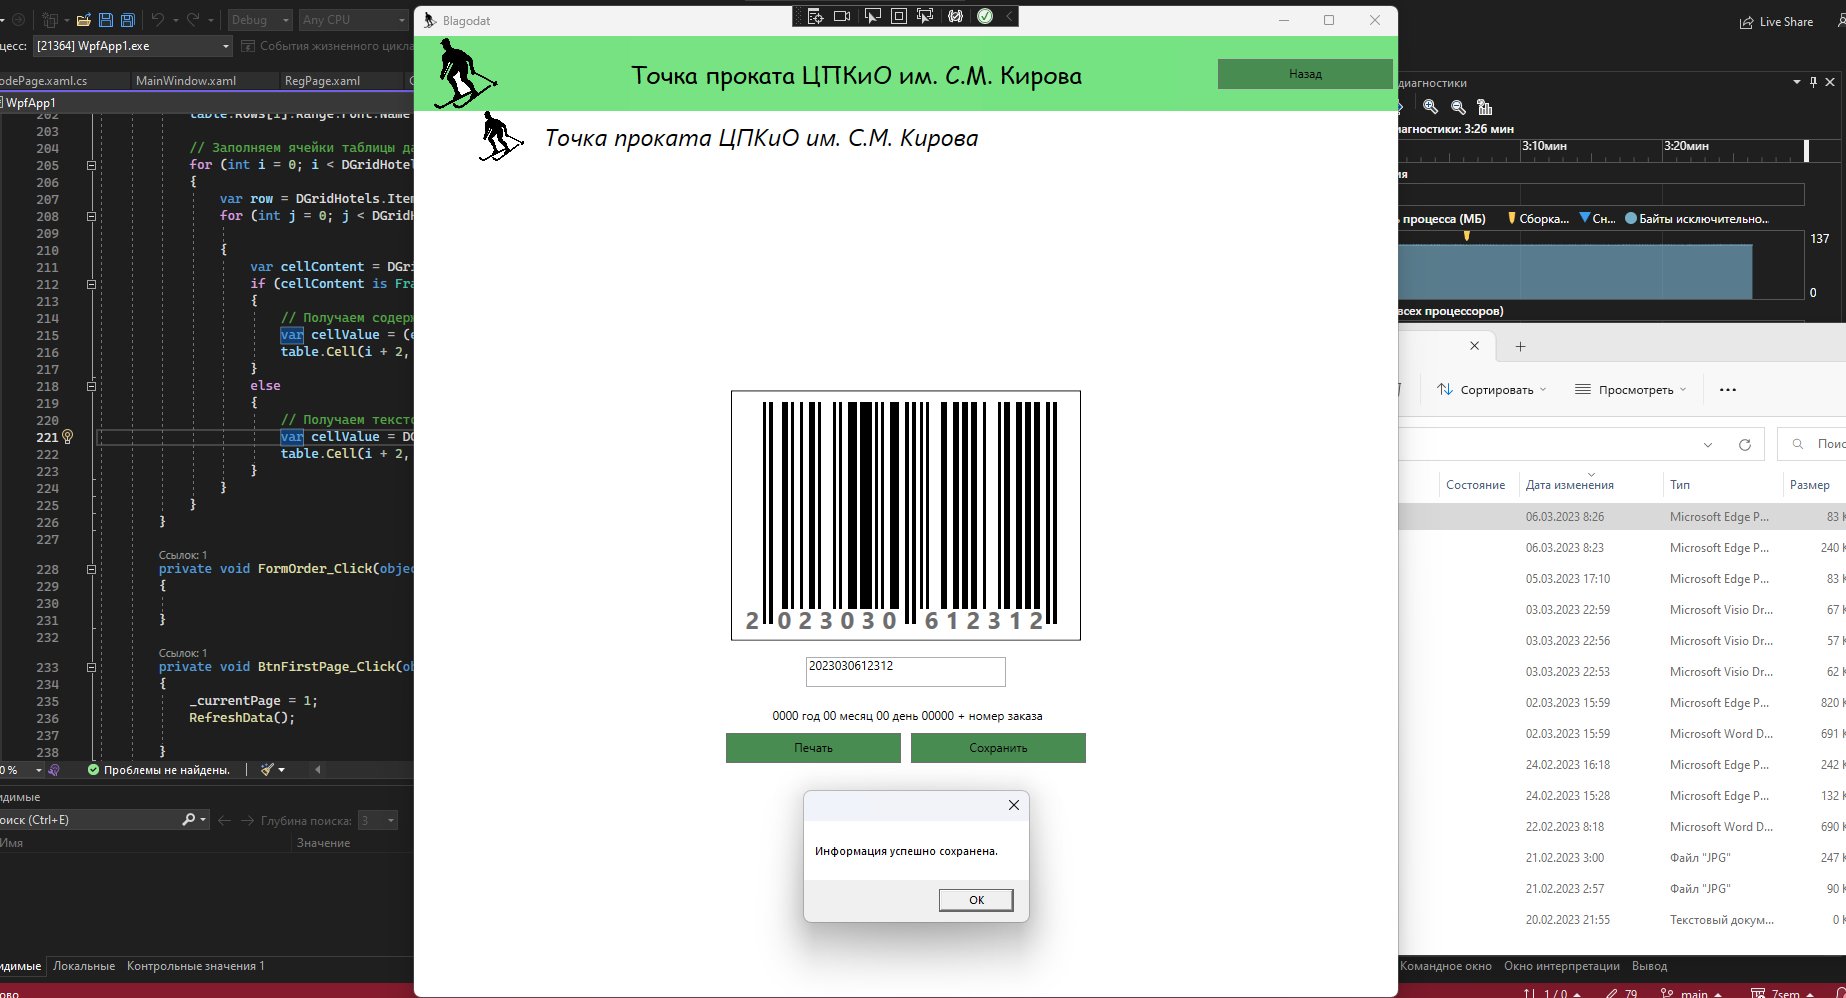 Debug
Any CPU
Live Share
цесс:
[21364] WpfApp1.exe
События жизненного цикла
odePage.xaml.cs
MainWindow.xaml
RegPage.xaml
WpfApp1
202
table.Rows[i].Range.Font.Name
203
204
// Заполняем ячейки таблицы да
205
for (int i = 0; i < DGridHotel
206
{
207
var row = DGridHotels.Item
208
for (int j = 0; j < DGridH
209
210
{
211
var cellContent = DGri
212
if (cellContent is Fra
213
{
214
// Получаем содерж
215
var cellValue = (e
216
table.Cell(i + 2,
217
}
218
else
219
{
220
// Получаем тексто
221
var cellValue = DG
222
table.Cell(i + 2,
223
}
224
}
225
}
226
}
227
Ссылок: 1
228
private void FormOrder_Click(objec
229
{
230
231
}
232
Ссылок: 1
233
private void BtnFirstPage_Click(ob
234
{
235
_currentPage = 1;
236
RefreshData();
237
238
}
0 %
Проблемы не найдены.
идимые
оиск (Ctrl+E)
Глубина поиска:
3
Имя
Значение
идимые
Локальные
Контрольные значения 1
ово
Blagodat
Точка проката ЦПКиО им. С.М. Кирова
Назад
Точка проката ЦПКиО им. С.М. Кирова
2 023030 612312
2023030612312
0000 год 00 месяц 00 день 00000 + номер заказа
Печать
Сохранить
Информация успешно сохранена.
ОК
диагностики
иагностики: 3:26 мин
3:10мин
3:20мин
ия
ь процесса (МБ)
Сборка...
Сн...
Байты исключительно...
137
0
всех процессоров)
Сортировать
Просмотреть
Поис
Состояние
Дата изменения
Тип
Размер
06.03.2023 8:26
Microsoft Edge P...
83 К
06.03.2023 8:23
Microsoft Edge P...
240 К
05.03.2023 17:10
Microsoft Edge P...
83 К
03.03.2023 22:59
Microsoft Visio Dr...
67 К
03.03.2023 22:56
Microsoft Visio Dr...
57 К
03.03.2023 22:53
Microsoft Visio Dr...
62 К
02.03.2023 15:59
Microsoft Edge P...
820 К
02.03.2023 15:59
Microsoft Word D...
691 К
24.02.2023 16:18
Microsoft Edge P...
242 К
24.02.2023 15:28
Microsoft Edge P...
132 К
22.02.2023 8:18
Microsoft Word D...
690 К
21.02.2023 3:00
Файл "JPG"
247 К
21.02.2023 2:57
Файл "JPG"
90 К
20.02.2023 21:55
Текстовый докум...
0 К
Командное окно
Окно интерпретации
Вывод
1 / 0
79
main
7sem